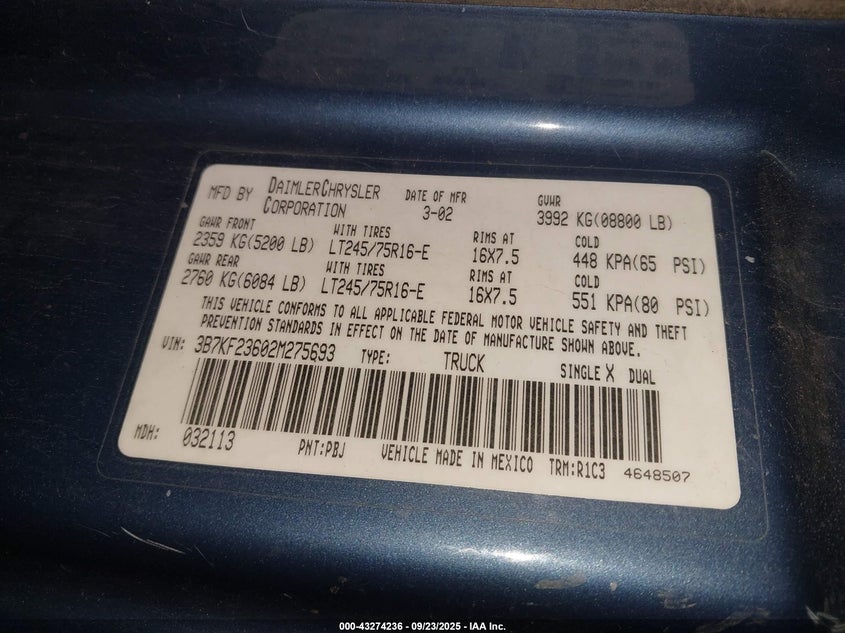 MFD BY DAIMLERCHRYSLER CORPORATION DATE OF MFR 3-02 GVWR 3992 KG(08800 LB)
GAWR FRONT WITH TIRES RIMS AT COLD
2359 KG(5200 LB) LT245/75R16-E 16X7.5 448 KPA(65 PSI)
GAWR REAR WITH TIRES RIMS AT COLD
2760 KG(6084 LB) LT245/75R16-E 16X7.5 551 KPA(80 PSI)
THIS VEHICLE CONFORMS TO ALL APPLICABLE FEDERAL MOTOR VEHICLE SAFETY AND THEFT
PREVENTION STANDARDS IN EFFECT ON THE DATE OF MANUFACTURE SHOWN ABOVE.
VIN: 3B7KF23602M275693 TYPE: TRUCK SINGLE X DUAL
MDH: 032113 PNT:PBJ VEHICLE MADE IN MEXICO TRM:R1C3 4648507
000-43274236 - 09/23/2025 - IAA Inc.